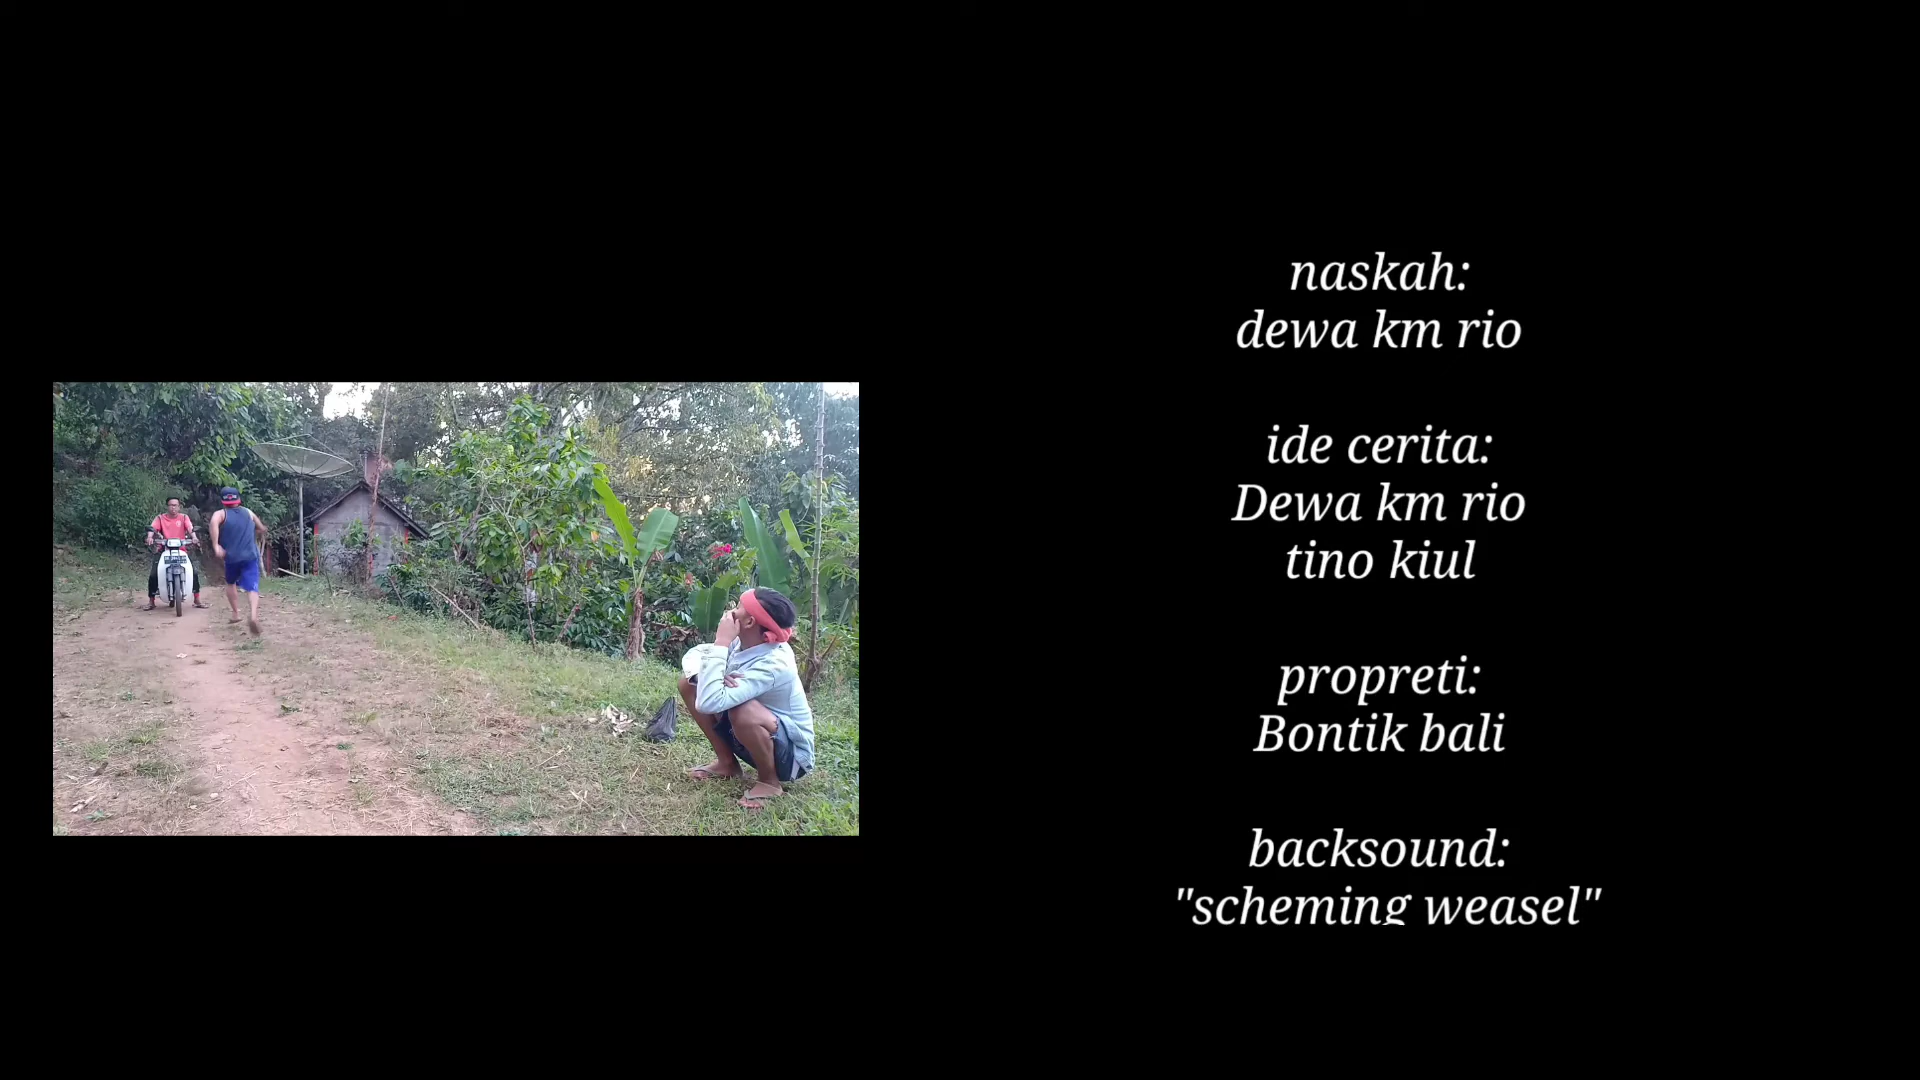 naskah:
dewa km rio
ide cerita:
Dewa km rio
tino kiul
propreti:
Bontik bali
backsound:
"scheming weasel"